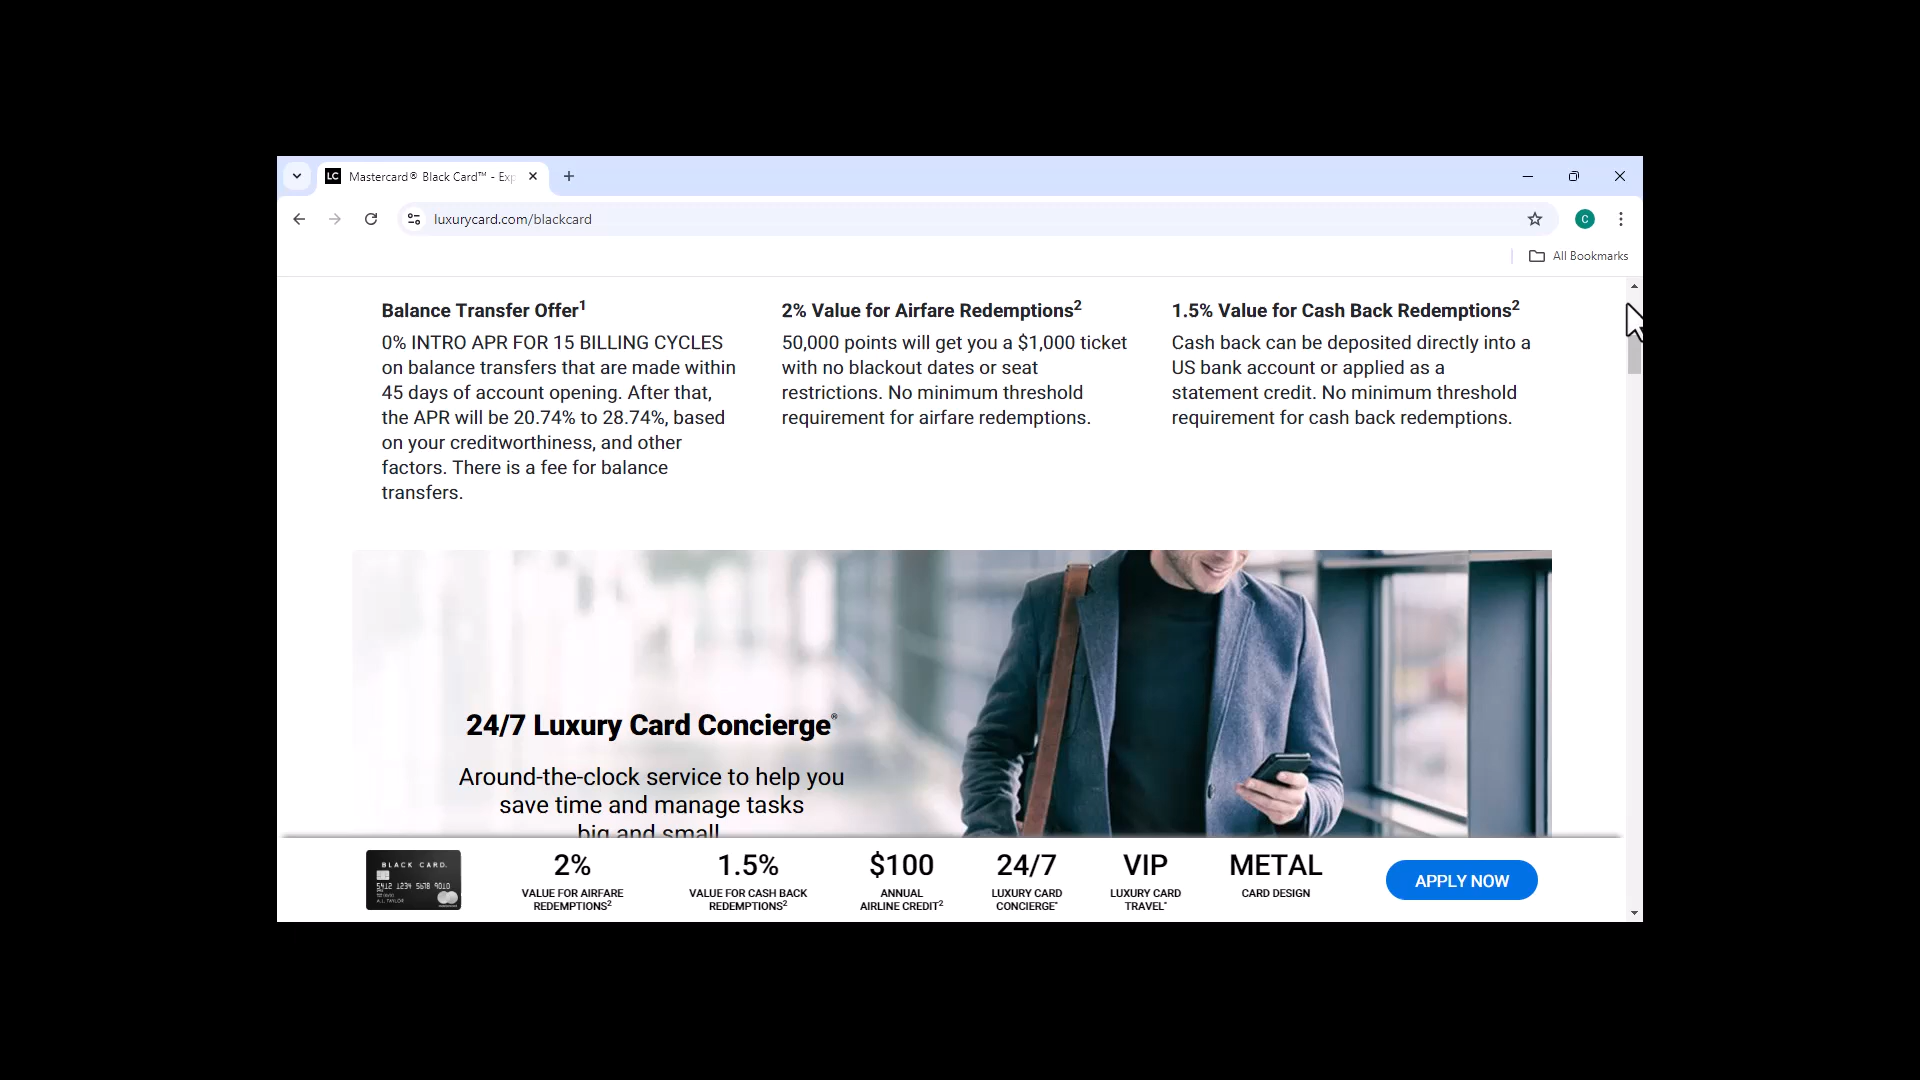 LC Mastercard® Black Card™ - Exp
luxurycard.com/blackcard
C
All Bookmarks
Balance Transfer Offer1
0% INTRO APR FOR 15 BILLING CYCLES
on balance transfers that are made within
45 days of account opening. After that,
the APR will be 20.74% to 28.74%, based
on your creditworthiness, and other
factors. There is a fee for balance
transfers.
2% Value for Airfare Redemptions2
50,000 points will get you a $1,000 ticket
with no blackout dates or seat
restrictions. No minimum threshold
requirement for airfare redemptions.
1.5% Value for Cash Back Redemptions2
Cash back can be deposited directly into a
US bank account or applied as a
statement credit. No minimum threshold
requirement for cash back redemptions.
24/7 Luxury Card Concierge®
Around-the-clock service to help you
save time and manage tasks
big and small
BLACK CARD.
5412 1234 5678 9010
A.L. TAYLOR
2%
VALUE FOR AIRFARE
REDEMPTIONS2
1.5%
VALUE FOR CASH BACK
REDEMPTIONS2
$100
ANNUAL
AIRLINE CREDIT2
24/7
LUXURY CARD
CONCIERGE®
VIP
LUXURY CARD
TRAVEL®
METAL
CARD DESIGN
APPLY NOW